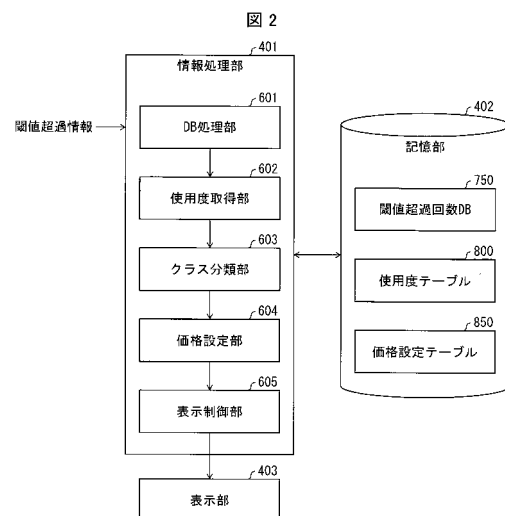 図 2
401
情報処理部
閾値超過情報
601
DB処理部
602
使用度取得部
603
クラス分類部
604
価格設定部
605
表示制御部
403
表示部
402
記憶部
750
閾値超過回数DB
800
使用度テーブル
850
価格設定テーブル